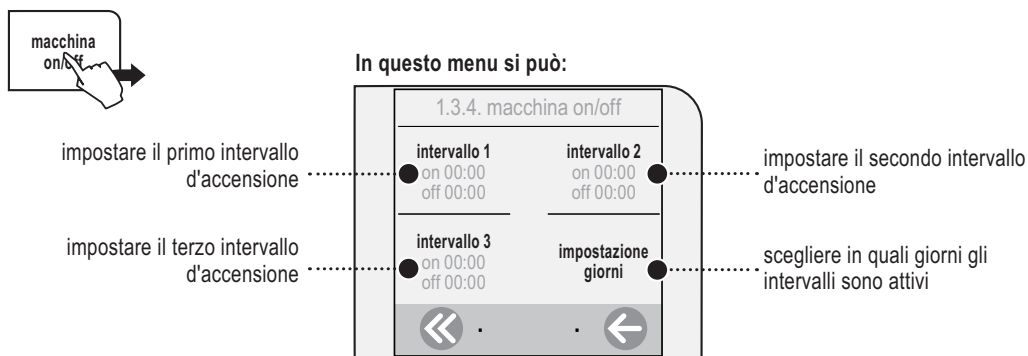 macchina
on/off
In questo menu si può:
1.3.4. macchina on/off
impostare il primo intervallo
d'accensione
intervallo 1
on 00:00
off 00:00
intervallo 2
on 00:00
off 00:00
impostare il secondo intervallo
d'accensione
impostare il terzo intervallo
d'accensione
intervallo 3
on 00:00
off 00:00
impostazione
giorni
scegliere in quali giorni gli
intervalli sono attivi